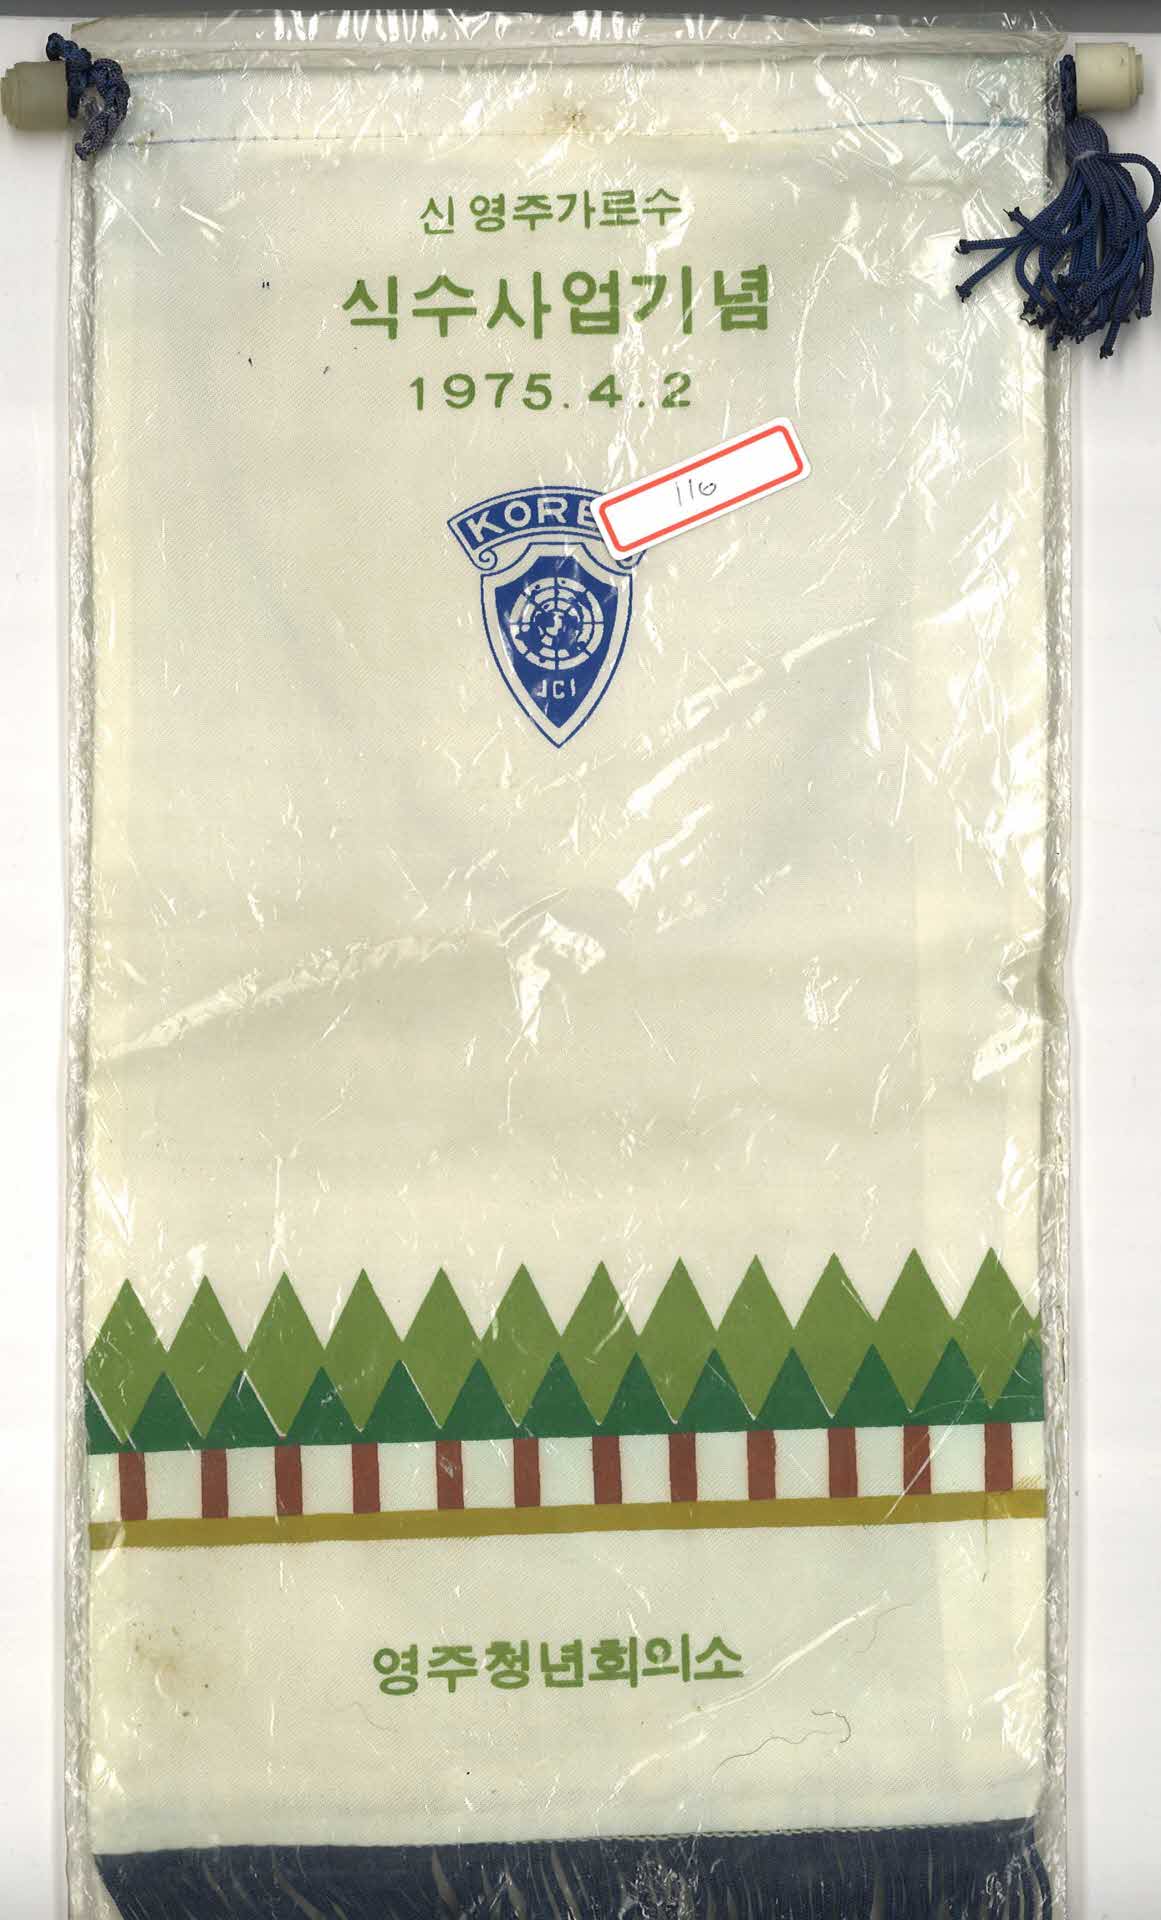 신 영주가로수
식수사업기념
1975.4.2
116
KORE
JCI
영주청년회의소